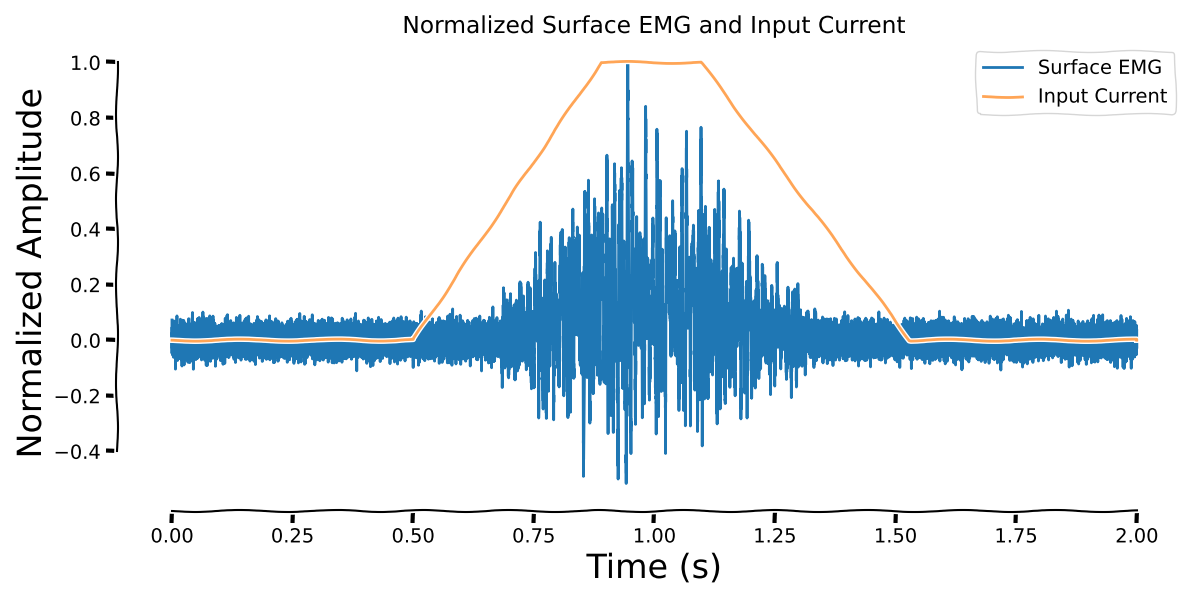 Normalized Surface EMG and Input Current
Surface EMG
Input Current
Normalized Amplitude
1.0
0.8
0.6
0.4
0.2
0.0
−0.2
−0.4
0.00 0.25 0.50 0.75 1.00 1.25 1.50 1.75 2.00
Time (s)